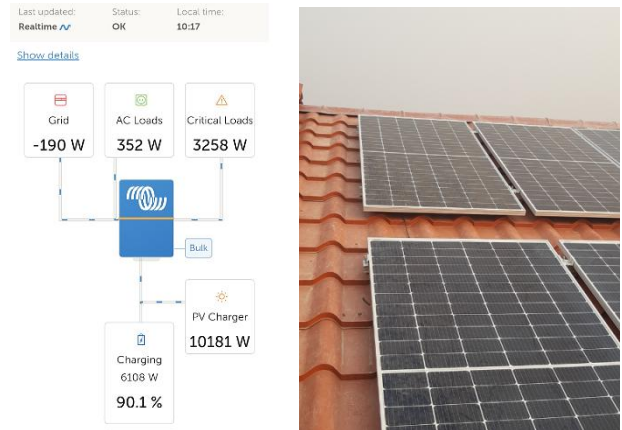 Last updated: Status: Local time:
Realtime OK 10:17
Show details
Grid AC Loads Critical Loads
-190 W 352 W 3258 W
Bulk
PV Charger
10181 W
Charging
6108 W
90.1 %